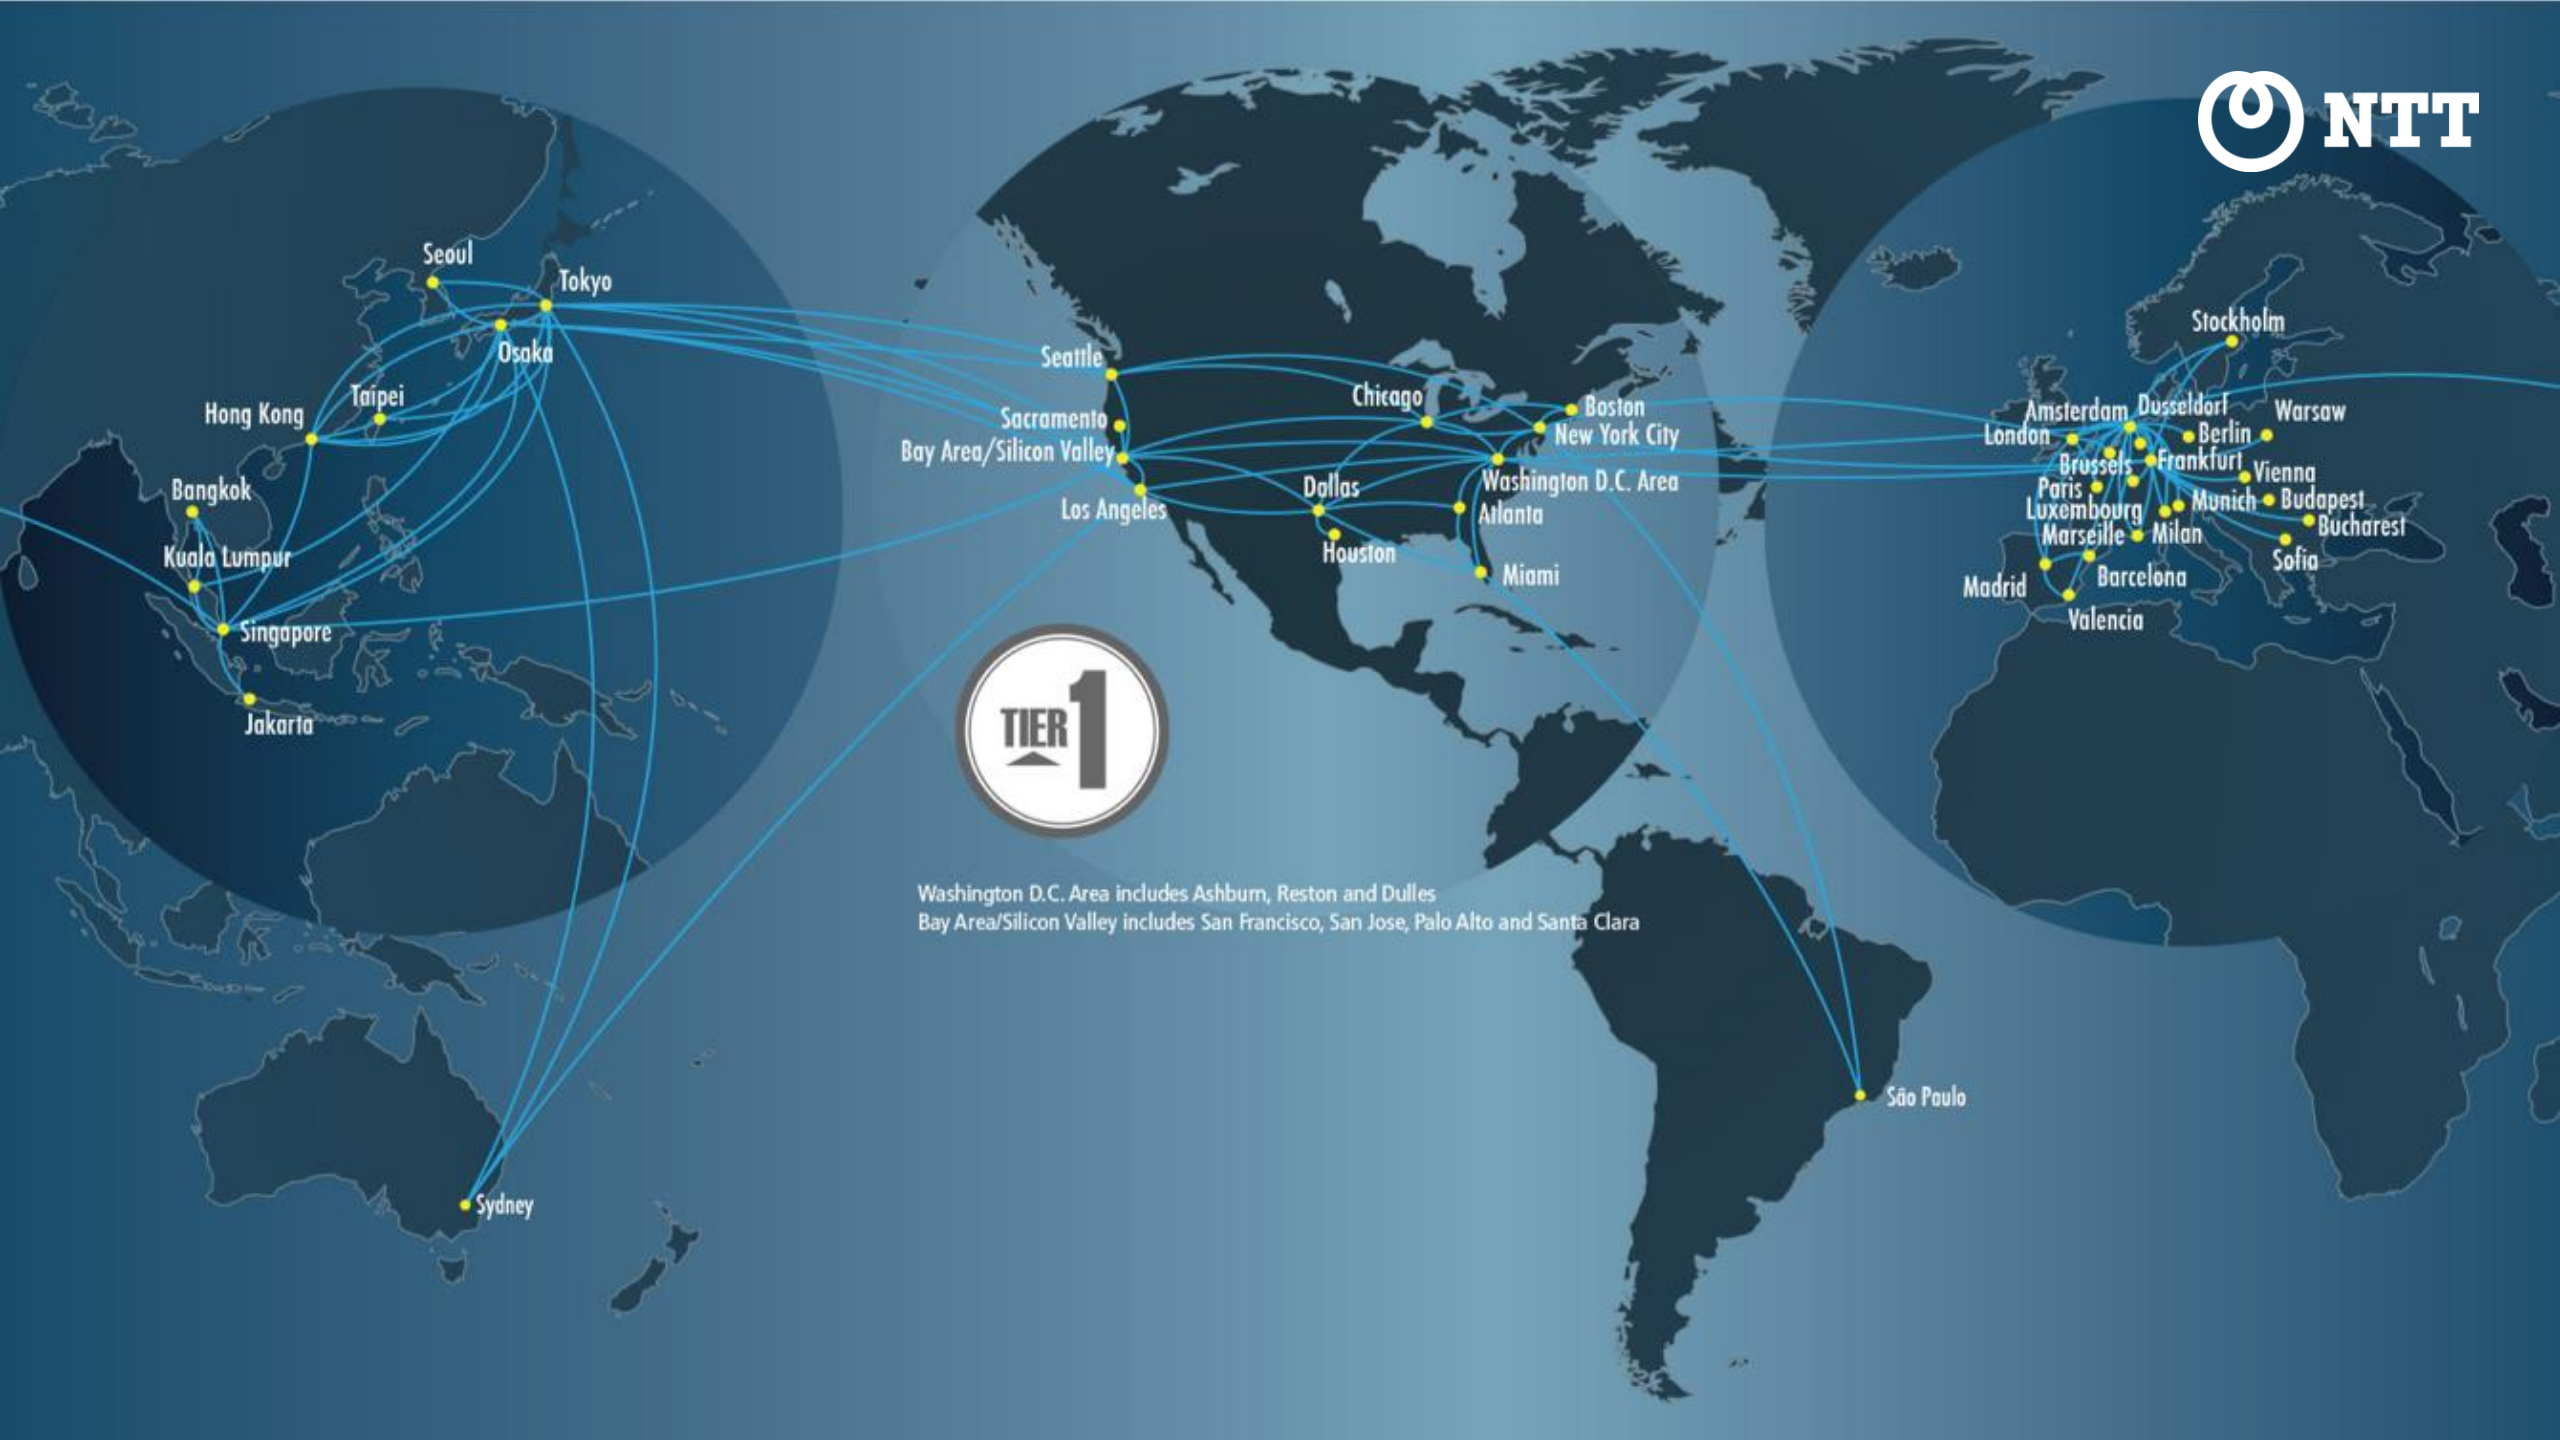 NTT
Seoul
Tokyo
Osaka
Taipei
Hong Kong
Bangkok
Kuala Lumpur
Singapore
Jakarta
Sydney
Seattle
Sacramento
Bay Area/Silicon Valley
Los Angeles
Chicago
Dallas
Houston
Boston
New York City
Washington D.C. Area
Atlanta
Miami
São Paulo
Stockholm
Amsterdam
Dusseldorf
Warsaw
London
Berlin
Brussels
Frankfurt
Vienna
Paris
Munich
Budapest
Luxembourg
Bucharest
Marseille
Milan
Sofia
Madrid
Barcelona
Valencia
TIER 1
Washington D.C. Area includes Ashburn, Reston and Dulles
Bay Area/Silicon Valley includes San Francisco, San Jose, Palo Alto and Santa Clara